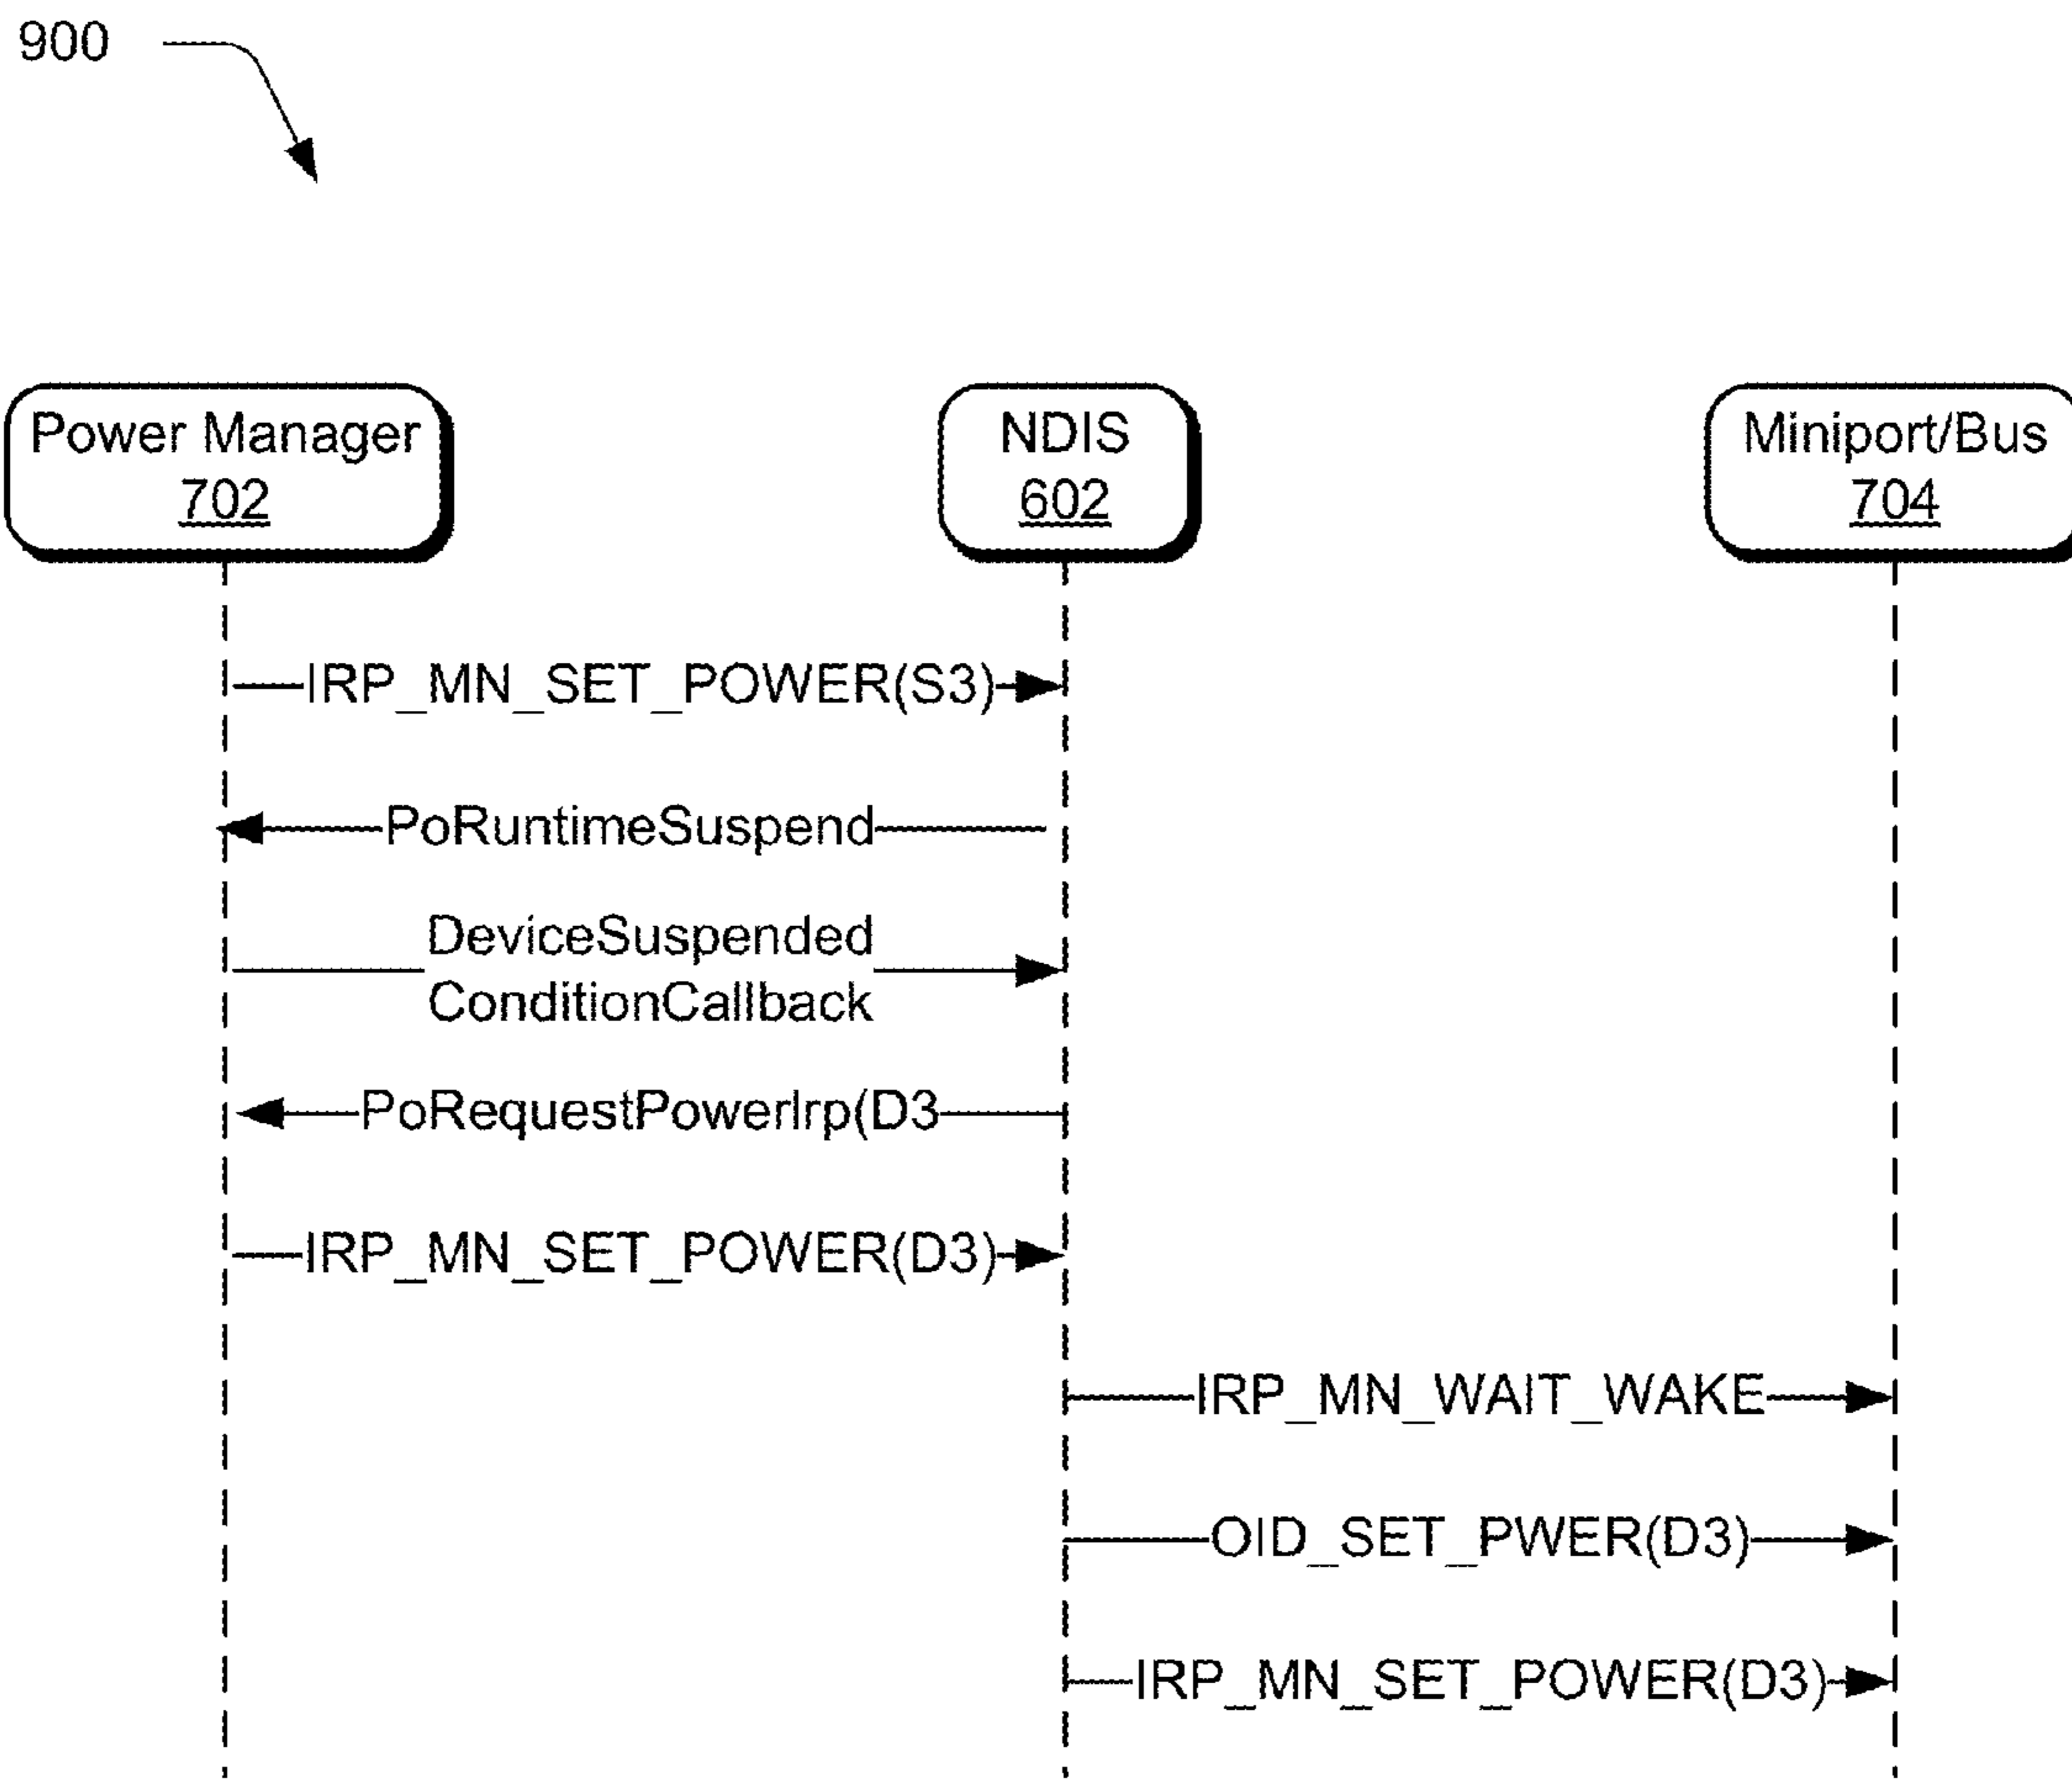 900
Power Manager
702
NDIS
602
Miniport/Bus
704
IRP_MN_SET_POWER(S3)
PoRuntimeSuspend
DeviceSuspended
ConditionCallback
PoRequestPowerIrp(D3
IRP_MN_SET_POWER(D3)
IRP_MN_WAIT_WAKE
OID_SET_PWER(D3)
IRP_MN_SET_POWER(D3)